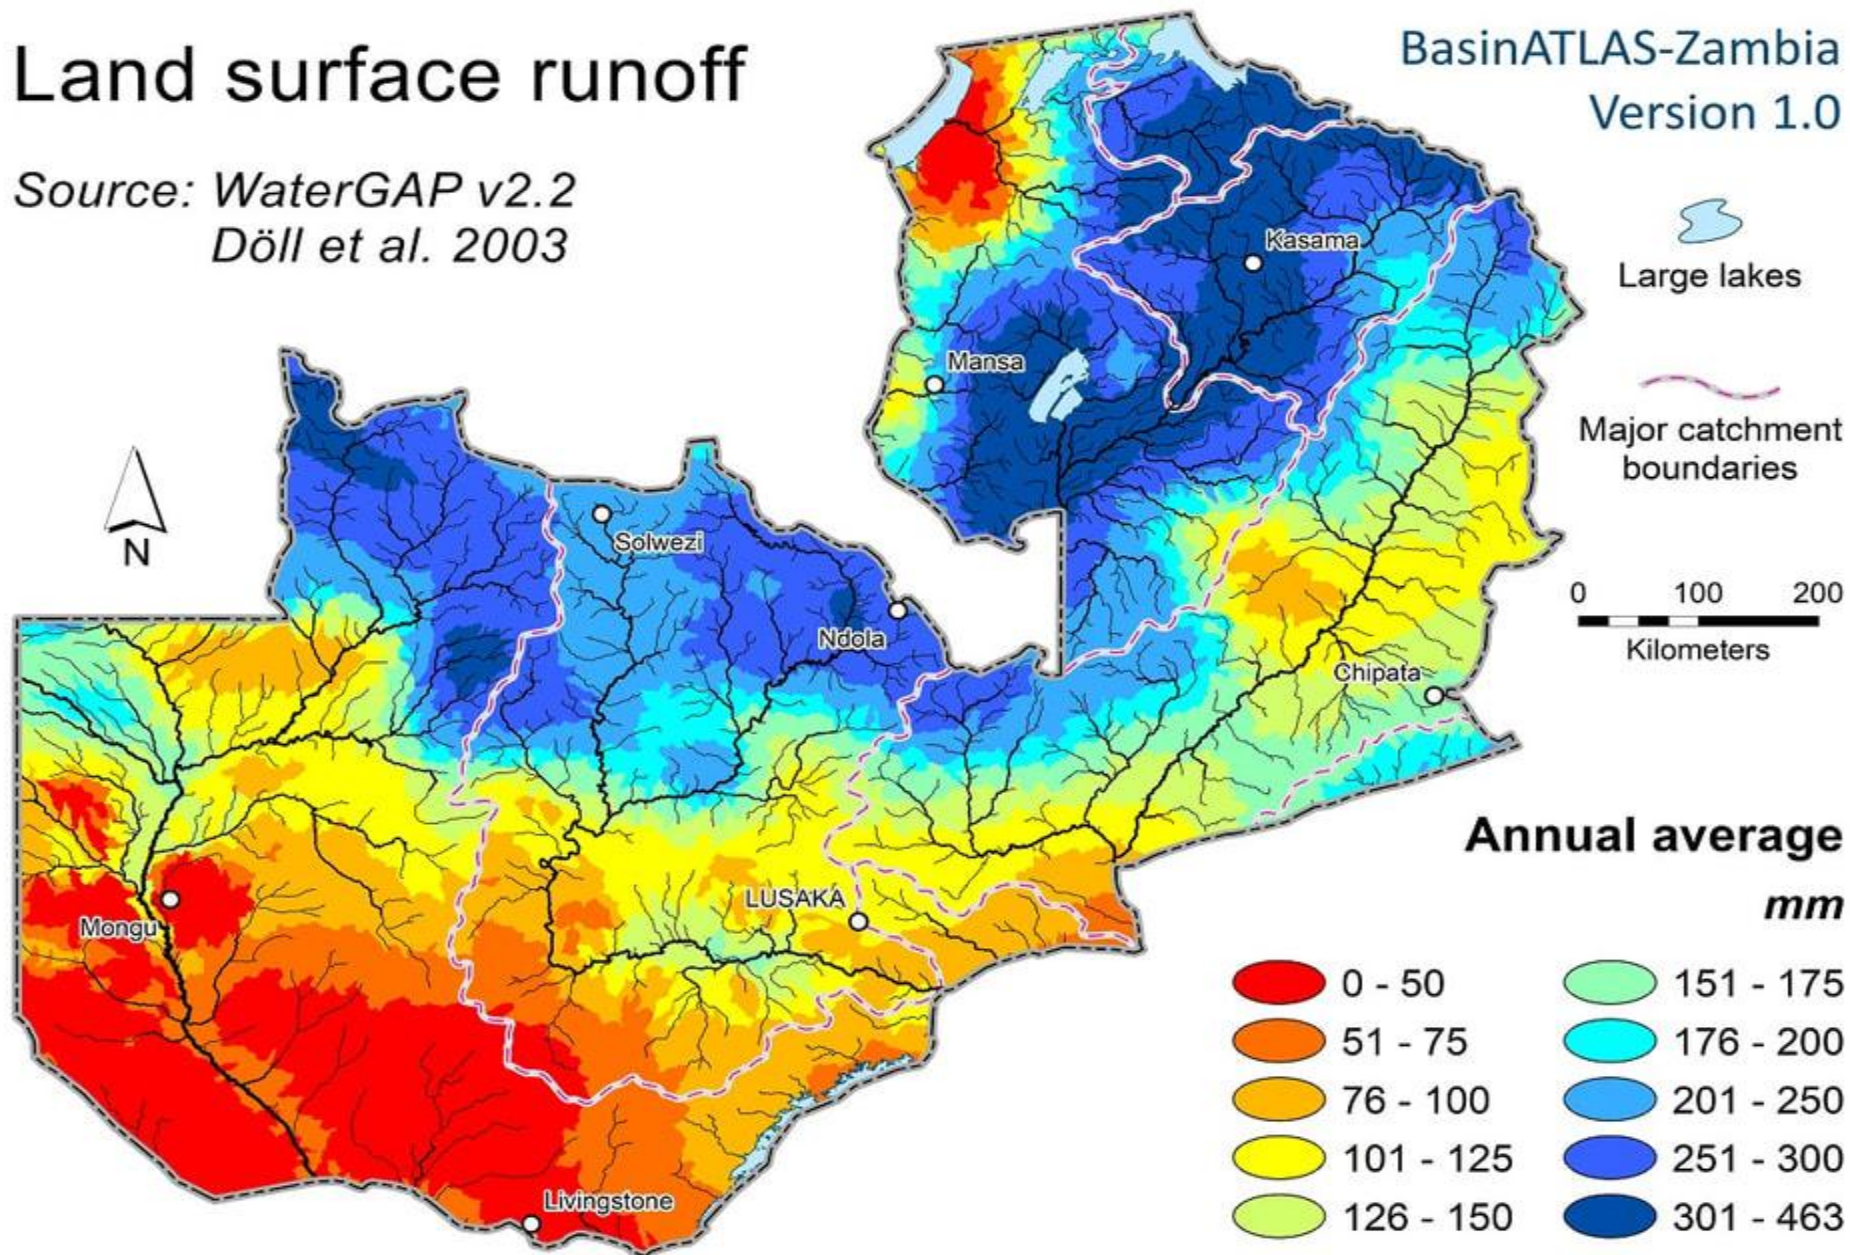 Land surface runoff
Source: WaterGAP v2.2
Döll et al. 2003
BasinATLAS-Zambia
Version 1.0
Large lakes
Major catchment
boundaries
N
0 100 200
Kilometers
Kasama
Mansa
Solwezi
Ndola
Chipata
LUSAKA
Mongu
Livingstone
Annual average
mm
0 - 50
51 - 75
76 - 100
101 - 125
126 - 150
151 - 175
176 - 200
201 - 250
251 - 300
301 - 463